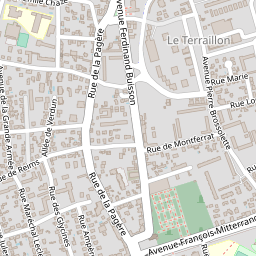 Avenue Ferdinand Buisson
Rue de la Pagère
Le Terraillon
Rue Marie
Avenue Pierre Brossolette
Avenue de la Grande Armée
Allée de Verdun
Rue de Montferrat
de Reims
Rue de la Pagère
Rue Maréchal
Rue des Glycines
Rue Ampère
Avenue François Mitterrand